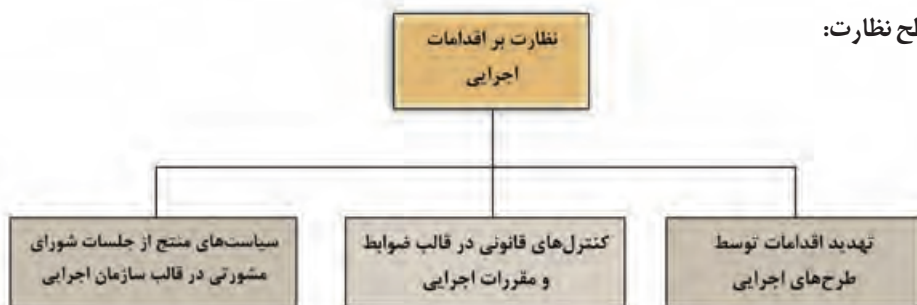 نظارت:
نظارت بر اقدامات
اجرایی
تهدید اقدامات توسط
طرح‌های اجرایی
کنترل‌های قانونی در قالب ضوابط
و مقررات اجرایی
سیاست‌های منتج از جلسات شورای
مشورتی در قالب سازمان اجرایی